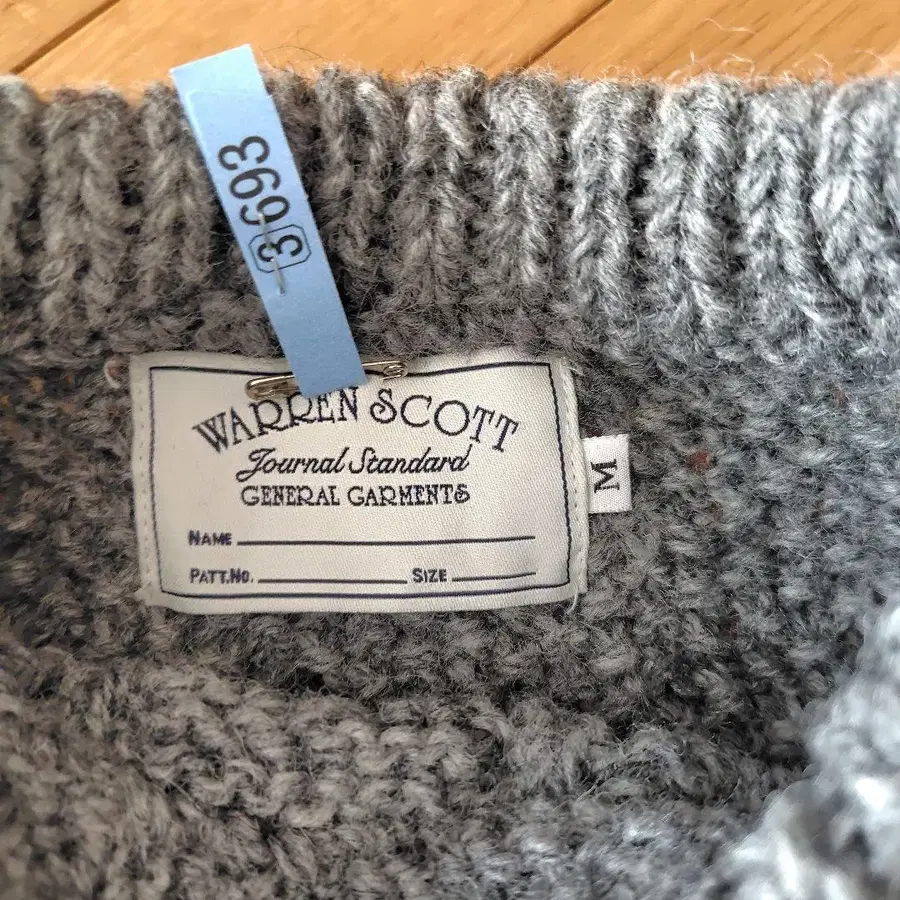 3693
WARREN SCOTT
Journal Standard
GENERAL GARMENTS
M
NAME
PATT.NO. SIZE